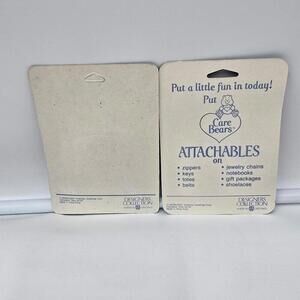 Put a little fun in today!
Put
Care
Bears™
ATTACHABLES
on
• zippers
• keys
• totes
• belts
• jewelry chains
• notebooks
• gift packages
• shoelaces
DESIGNERS'
COLLECTION
DESIGNERS'
COLLECTION